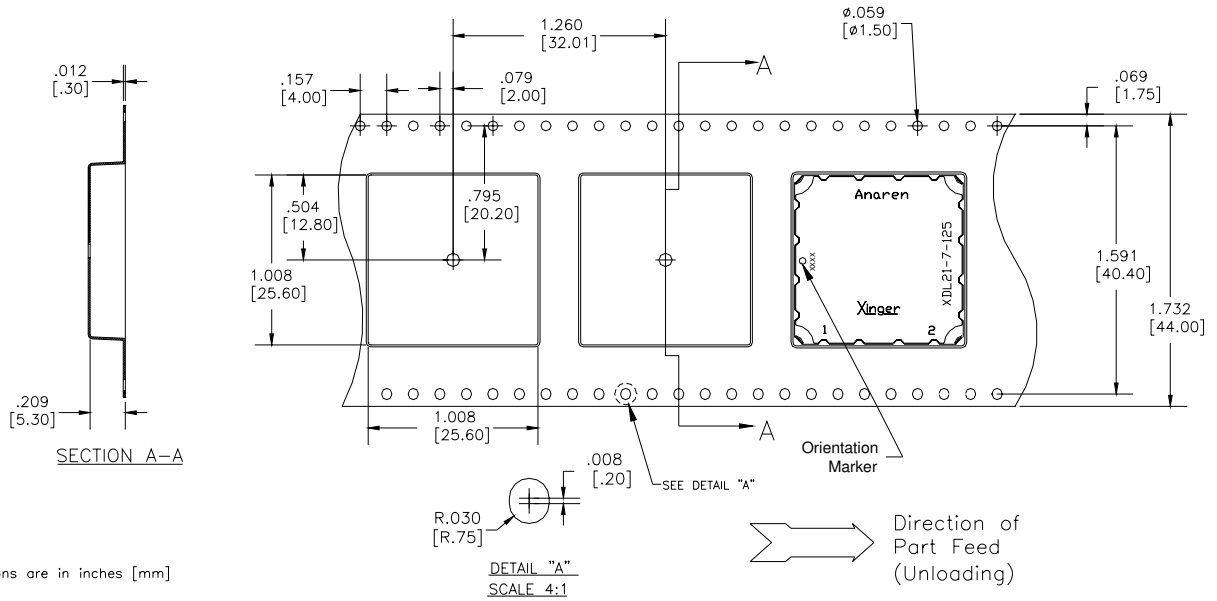 1.260
[32.01]
ø.059
[ø1.50]
.012
[.30]
.157
[4.00]
.079
[2.00]
A
.069
[1.75]
.504
[12.80]
.795
[20.20]
1.008
[25.60]
Anaren
XDL21-7-125
XXXX
Xinger
1
2
1.591
[40.40]
1.732
[44.00]
.209
[5.30]
SECTION A-A
1.008
[25.60]
A
Orientation
Marker
.008
[.20]
SEE DETAIL "A"
R.030
[R.75]
DETAIL "A"
SCALE 4:1
Direction of
Part Feed
(Unloading)
ons are in inches [mm]